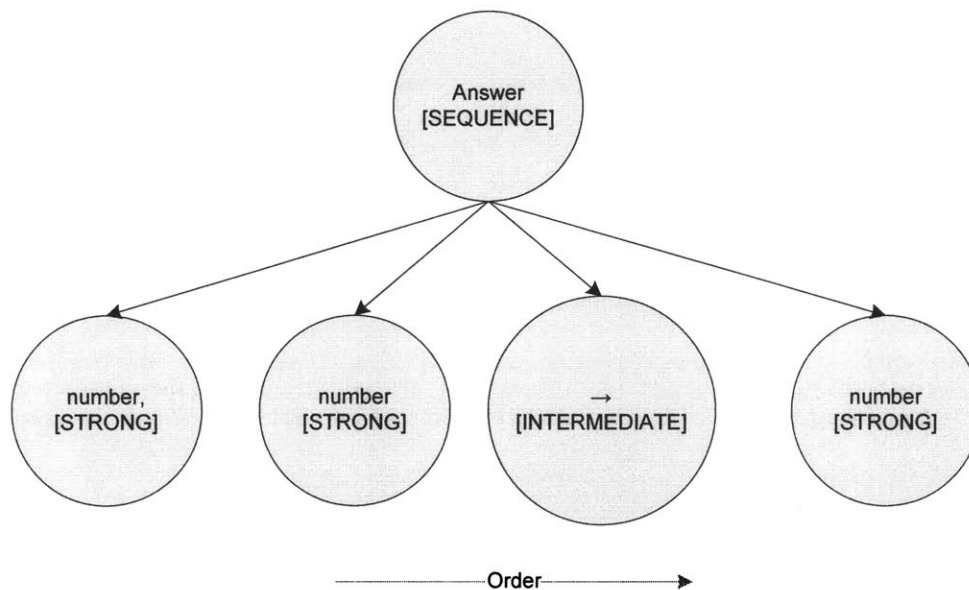 Answer
[SEQUENCE]
number,
[STRONG]
number
[STRONG]
→
[INTERMEDIATE]
number
[STRONG]
Order